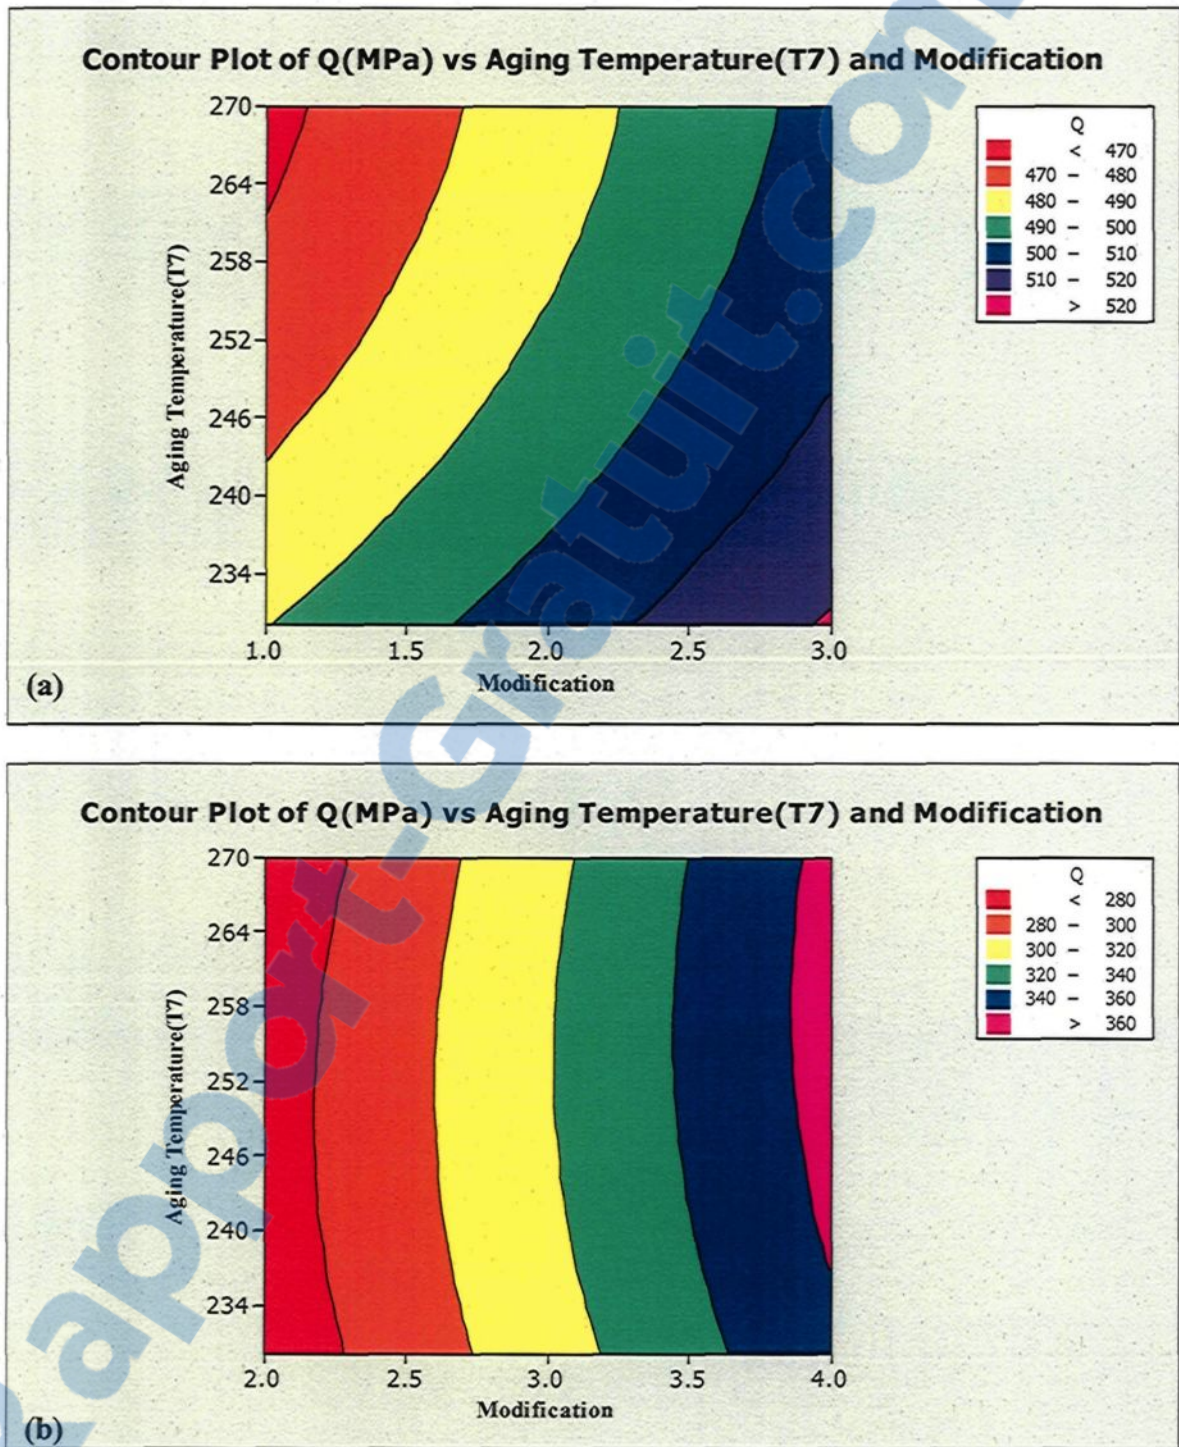 Contour Plot of Q(MPa) vs Aging Temperature(T7) and Modification
270
264
258
252
246
240
234
Aging Temperature(T7)
1.0 1.5 2.0 2.5 3.0
Modification
Q
< 470
470 - 480
480 - 490
490 - 500
500 - 510
510 - 520
> 520
(a)
Contour Plot of Q(MPa) vs Aging Temperature(T7) and Modification
270
264
258
252
246
240
234
Aging Temperature(T7)
2.0 2.5 3.0 3.5 4.0
Modification
Q
< 280
280 - 300
300 - 320
320 - 340
340 - 360
> 360
(b)
Rapport-Gratuit.com